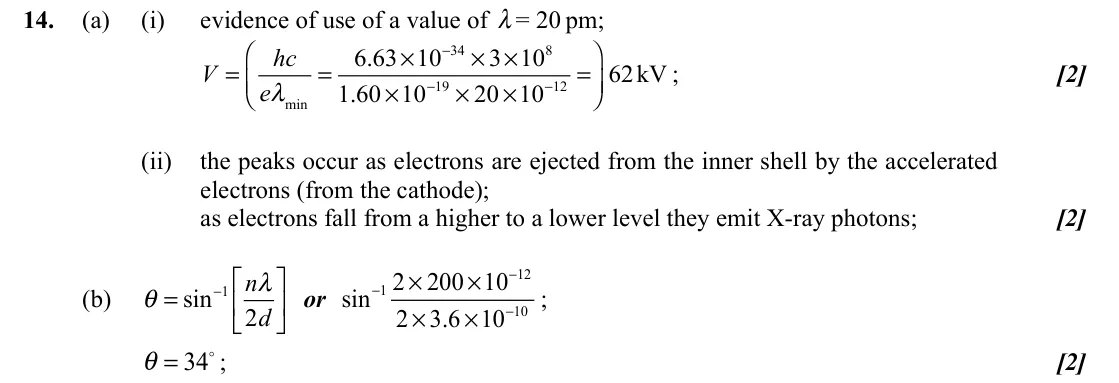 14. (a) (i) evidence of use of a value of λ = 20 pm;
V = ( hc / eλ_min = 6.63×10⁻³⁴ × 3×10⁸ / 1.60×10⁻¹⁹ × 20×10⁻¹² = ) 62 kV ; [2]
(ii) the peaks occur as electrons are ejected from the inner shell by the accelerated
electrons (from the cathode);
as electrons fall from a higher to a lower level they emit X-ray photons; [2]
(b) θ = sin⁻¹ [ nλ / 2d ] or sin⁻¹ 2 × 200 × 10⁻¹² / 2 × 3.6 × 10⁻¹⁰ ;
θ = 34° ; [2]